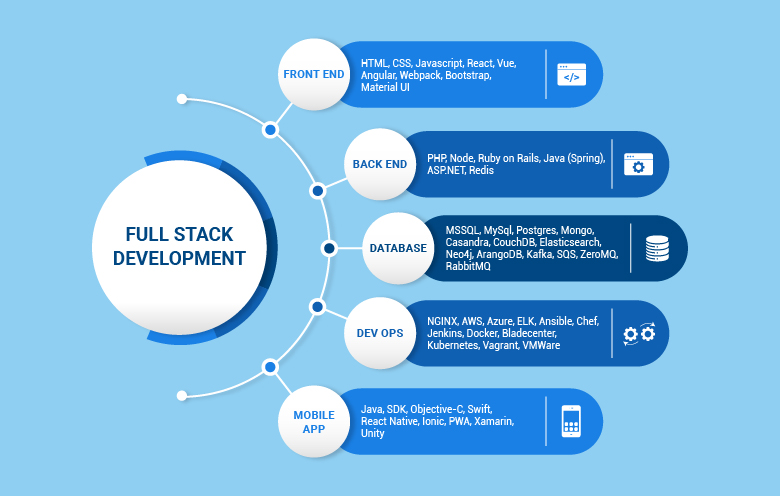 FULL STACK
DEVELOPMENT
FRONT END
HTML, CSS, Javascript, React, Vue,
Angular, Webpack, Bootstrap,
Material UI
</>
BACK END
PHP, Node, Ruby on Rails, Java (Spring),
ASP.NET, Redis
DATABASE
MSSQL, MySql, Postgres, Mongo,
Casandra, CouchDB, Elasticsearch,
Neo4j, ArangoDB, Kafka, SQS, ZeroMQ,
RabbitMQ
DEV OPS
NGINX, AWS, Azure, ELK, Ansible, Chef,
Jenkins, Docker, Bladecenter,
Kubernetes, Vagrant, VMWare
MOBILE
APP
Java, SDK, Objective-C, Swift,
React Native, Ionic, PWA, Xamarin,
Unity